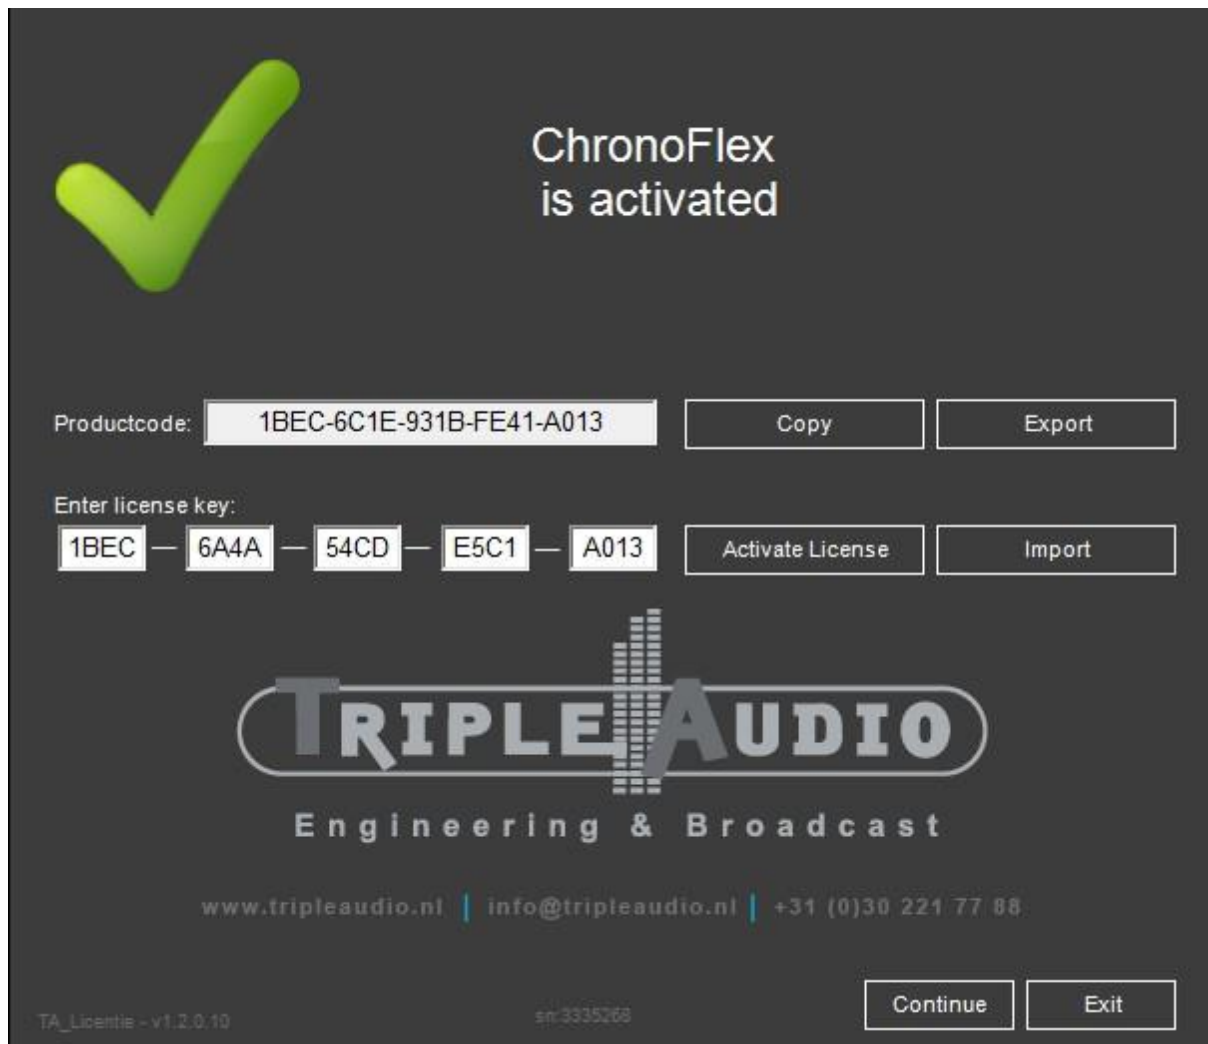 ChronoFlex
is activated
Productcode: 1BEC-6C1E-931B-FE41-A013 Copy Export
Enter license key:
1BEC — 6A4A — 54CD — E5C1 — A013 Activate License Import
TRIPLE AUDIO
Engineering & Broadcast
www.tripleaudio.nl | info@tripleaudio.nl | +31 (0)30 221 77 88
Continue Exit
TA_Licentie - v1.2.0.10 sn:3335268